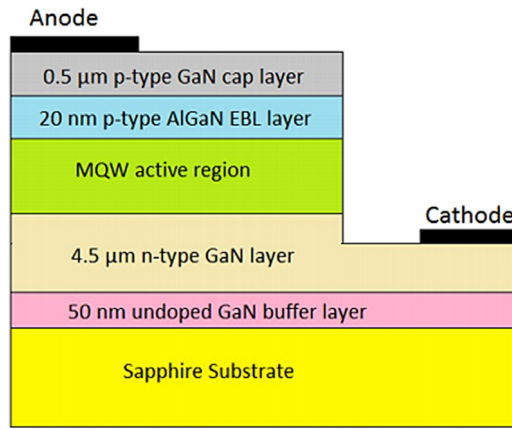 Anode
0.5 μm p-type GaN cap layer
20 nm p-type AlGaN EBL layer
MQW active region
Cathode
4.5 μm n-type GaN layer
50 nm undoped GaN buffer layer
Sapphire Substrate